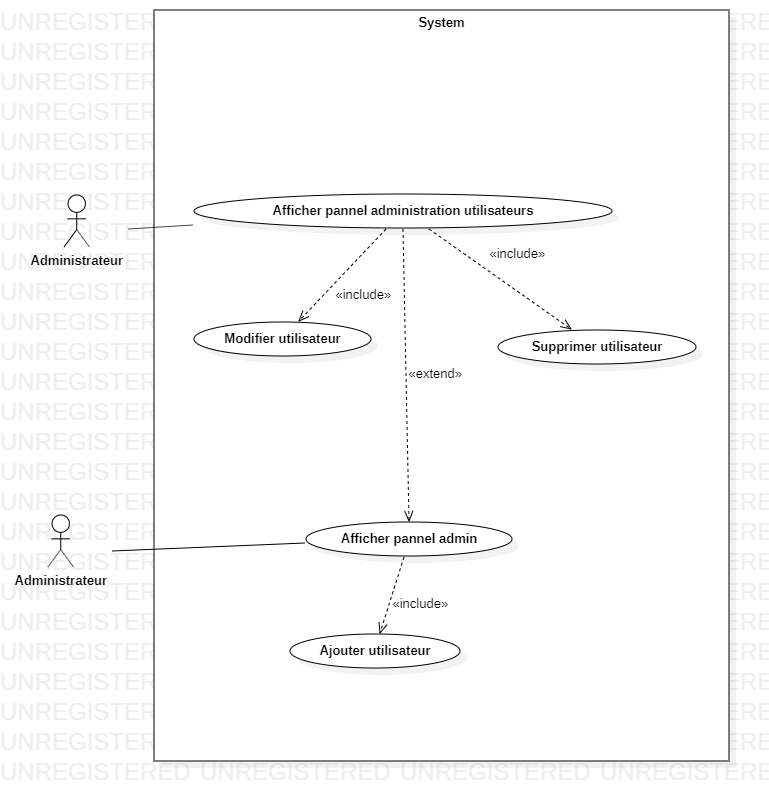 System
Afficher pannel administration utilisateurs
Administrateur
«include»
«include»
Modifier utilisateur
Supprimer utilisateur
«extend»
Afficher pannel admin
Administrateur
«include»
Ajouter utilisateur
UNREGISTERED UNREGISTERED UNREGISTERED UNREGISTERED